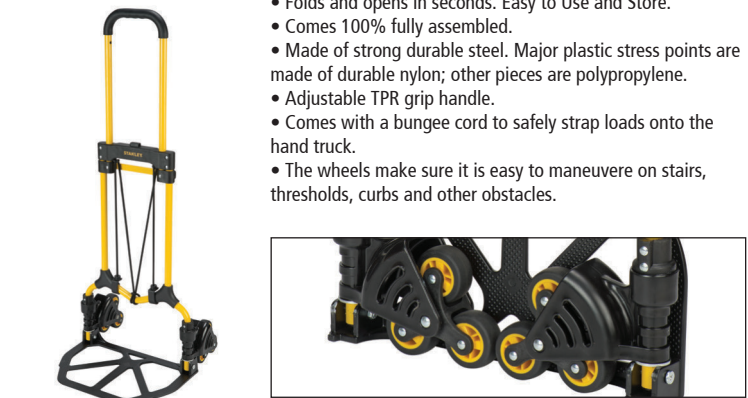 • Folds and opens in seconds. Easy to Use and Store.
• Comes 100% fully assembled.
• Made of strong durable steel. Major plastic stress points are
made of durable nylon; other pieces are polypropylene.
• Adjustable TPR grip handle.
• Comes with a bungee cord to safely strap loads onto the
hand truck.
• The wheels make sure it is easy to maneuvere on stairs,
thresholds, curbs and other obstacles.
STANLEY